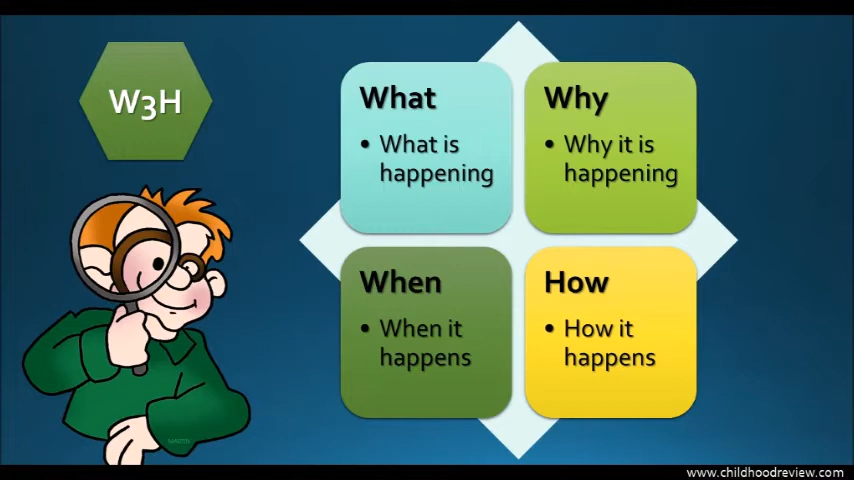 W3H
What
• What is
happening
Why
• Why it is
happening
When
• When it
happens
How
• How it
happens
MARTIN
www.childhoodreview.com